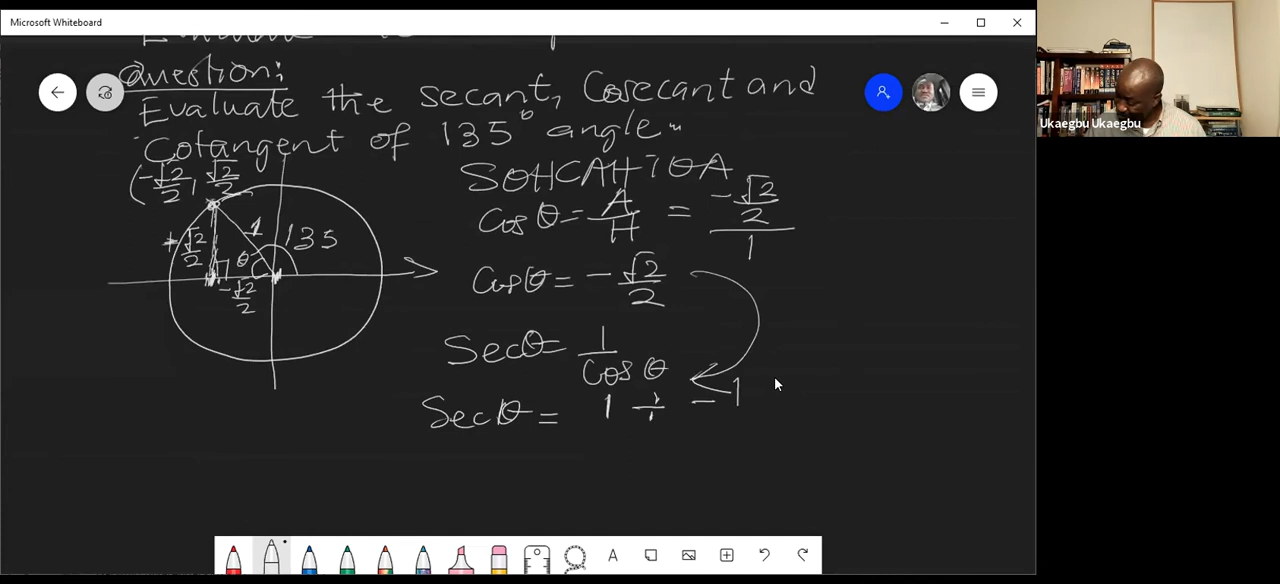 Microsoft Whiteboard
Question:
Evaluate the secant, Cosecant and
Cotangent of 135° angle"
SOHCAHTOA
(-√2/2, √2/2)
Cos θ = A/H = -√2/2 / 1
+√2/2
1
135
θ
-√2/2
Cos θ = - √2/2
Sec θ = 1/Cos θ
Sec θ = 1 ÷ - 1
A
Ukaegbu Ukaegbu